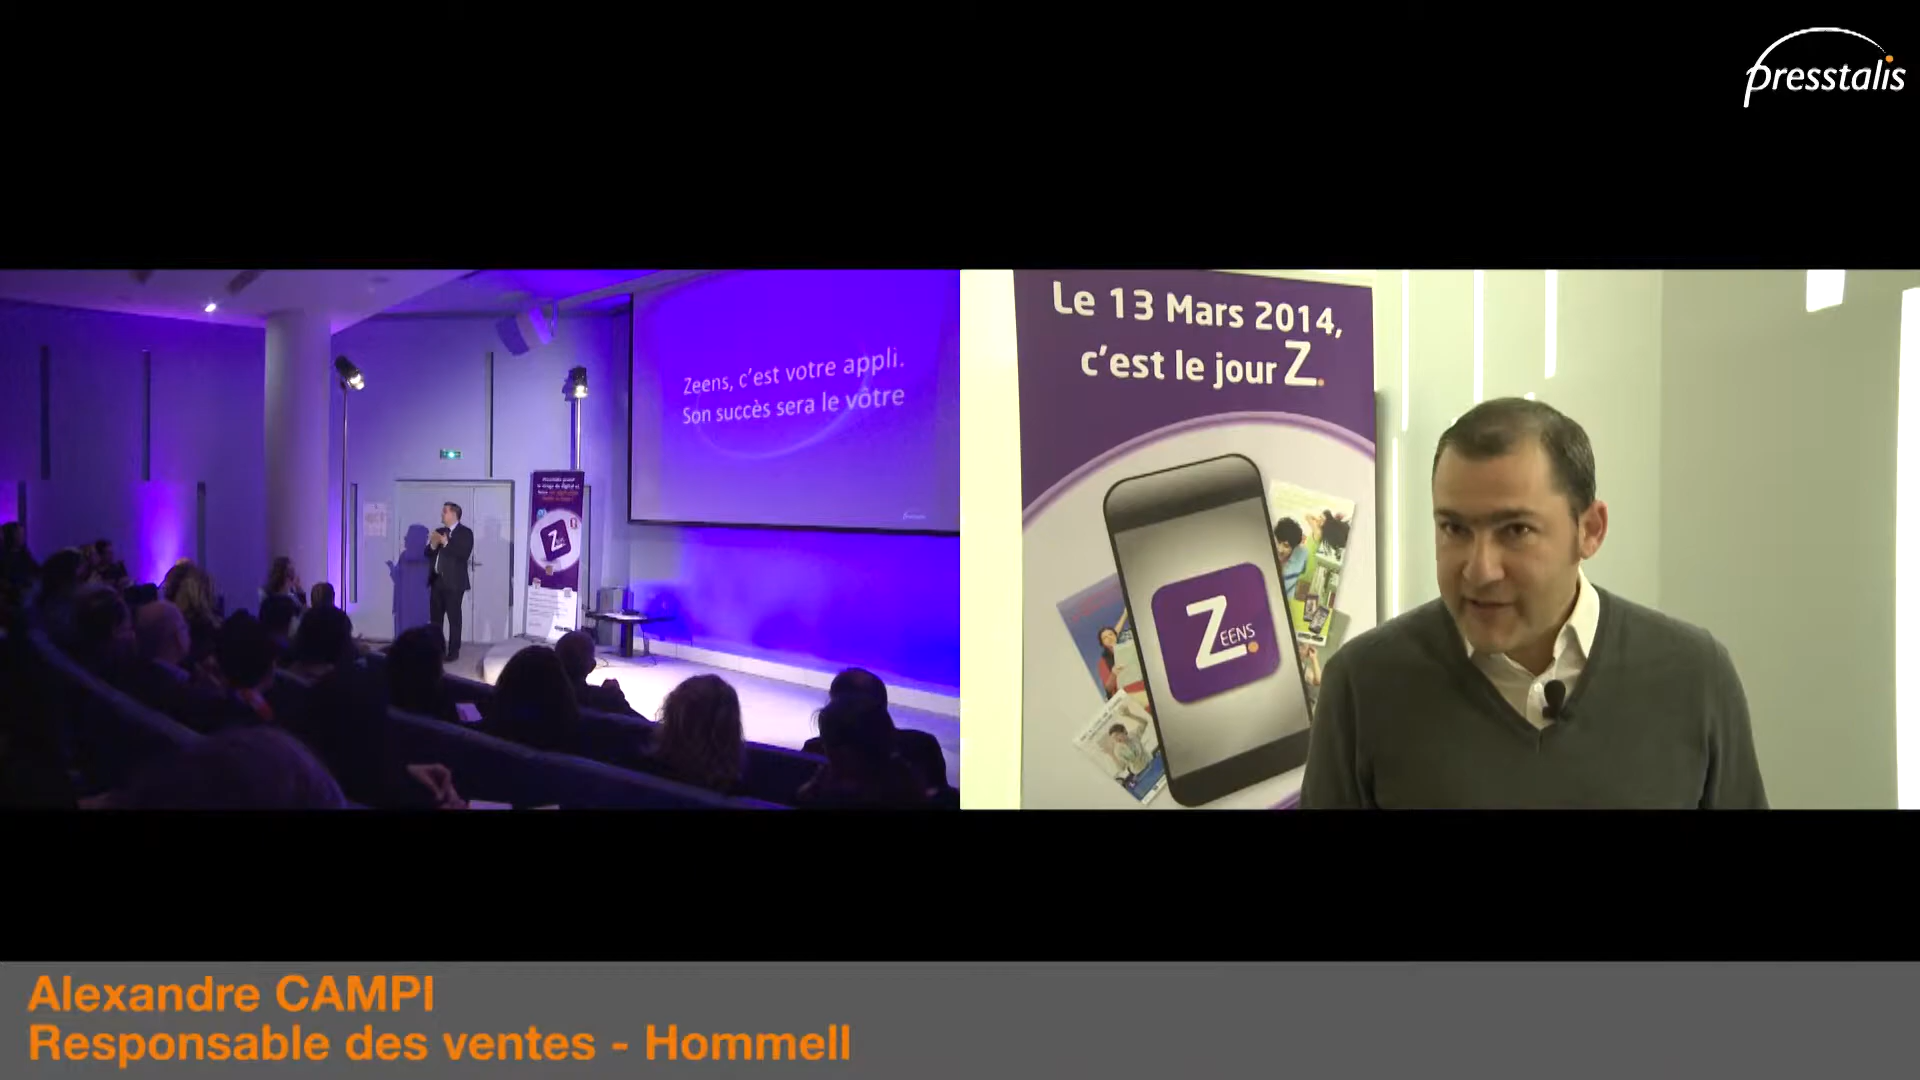 presstalis
Zeens, c'est votre appli.
Son succès sera le vôtre
Le 13 Mars 2014,
c'est le jour Z.
ZEENS.
Z
Alexandre CAMPI
Responsable des ventes - Hommell